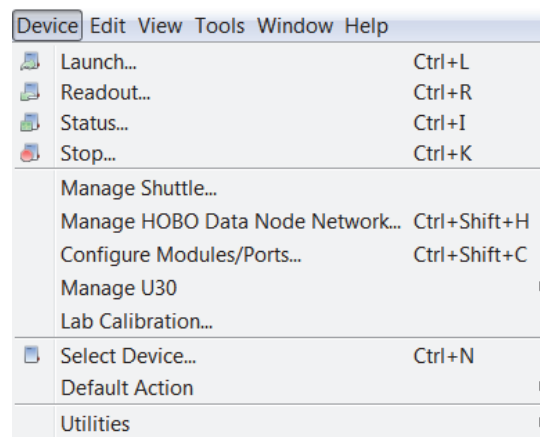 Device Edit View Tools Window Help
Launch... Ctrl+L
Readout... Ctrl+R
Status... Ctrl+I
Stop... Ctrl+K
Manage Shuttle...
Manage HOBO Data Node Network... Ctrl+Shift+H
Configure Modules/Ports... Ctrl+Shift+C
Manage U30
Lab Calibration...
Select Device... Ctrl+N
Default Action
Utilities